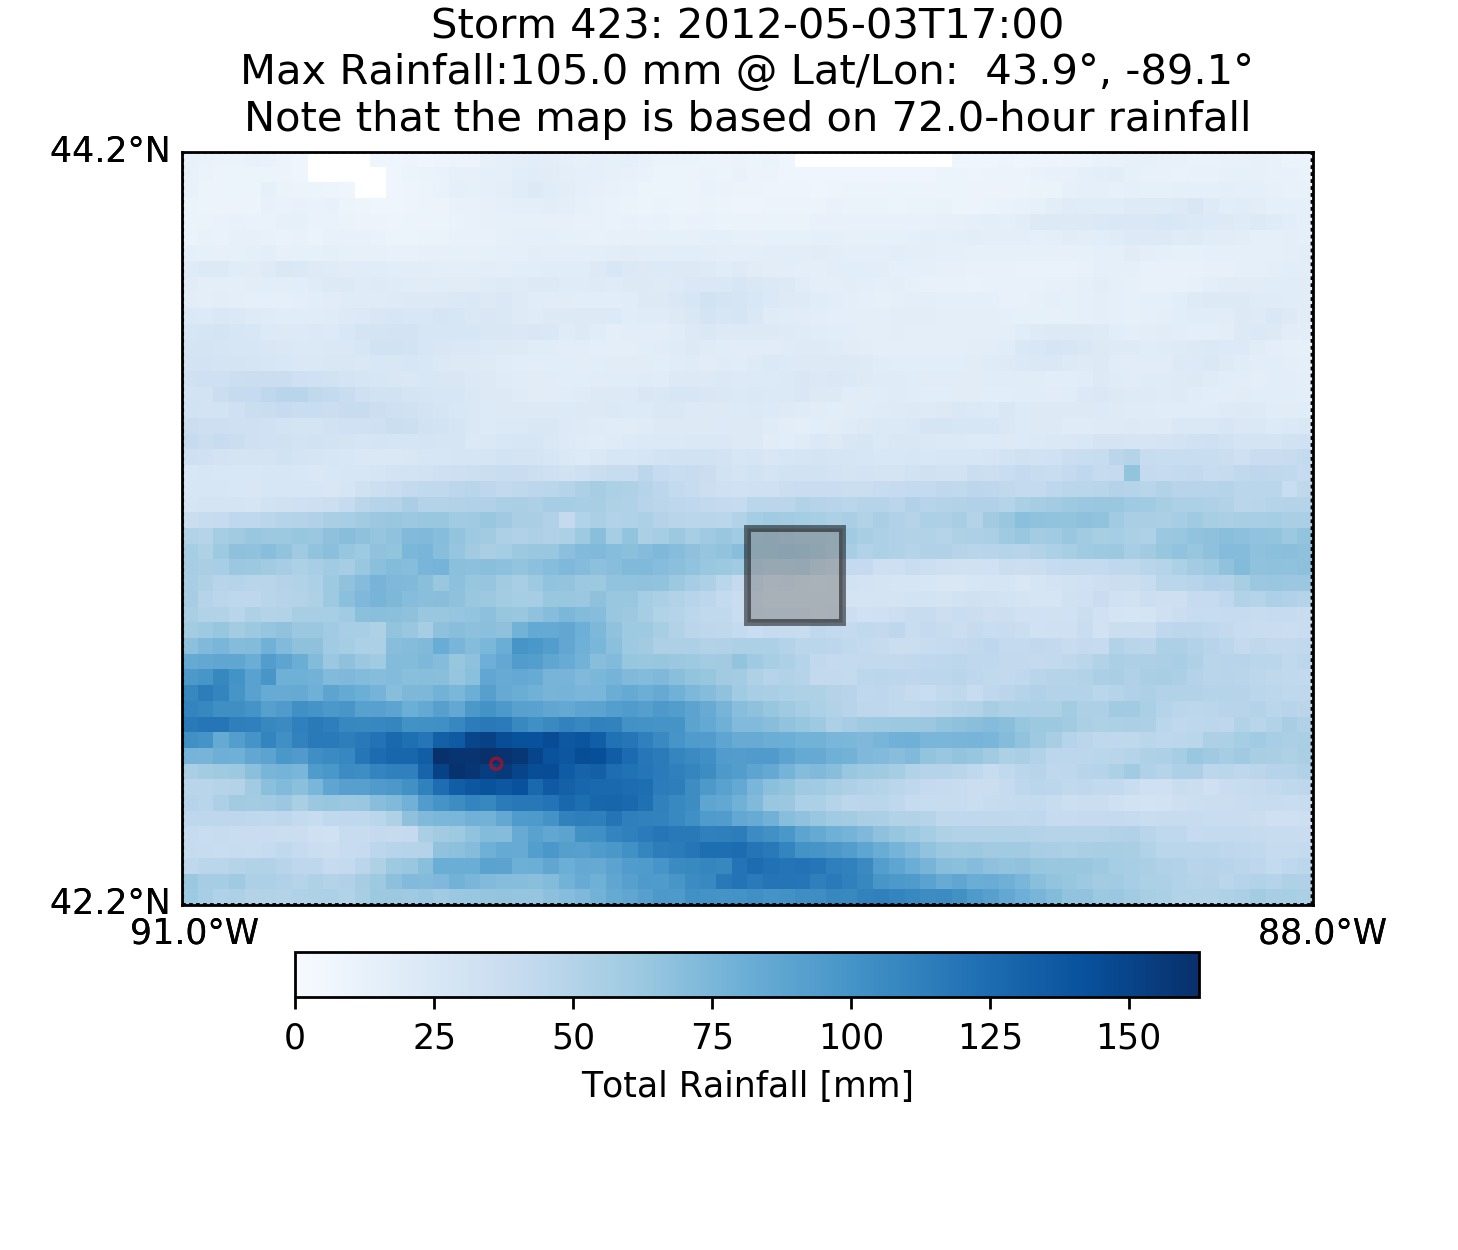 Storm 423: 2012-05-03T17:00
Max Rainfall:105.0 mm @ Lat/Lon:  43.9°, -89.1°
Note that the map is based on 72.0-hour rainfall
44.2°N
42.2°N
91.0°W 88.0°W
0 25 50 75 100 125 150
Total Rainfall [mm]